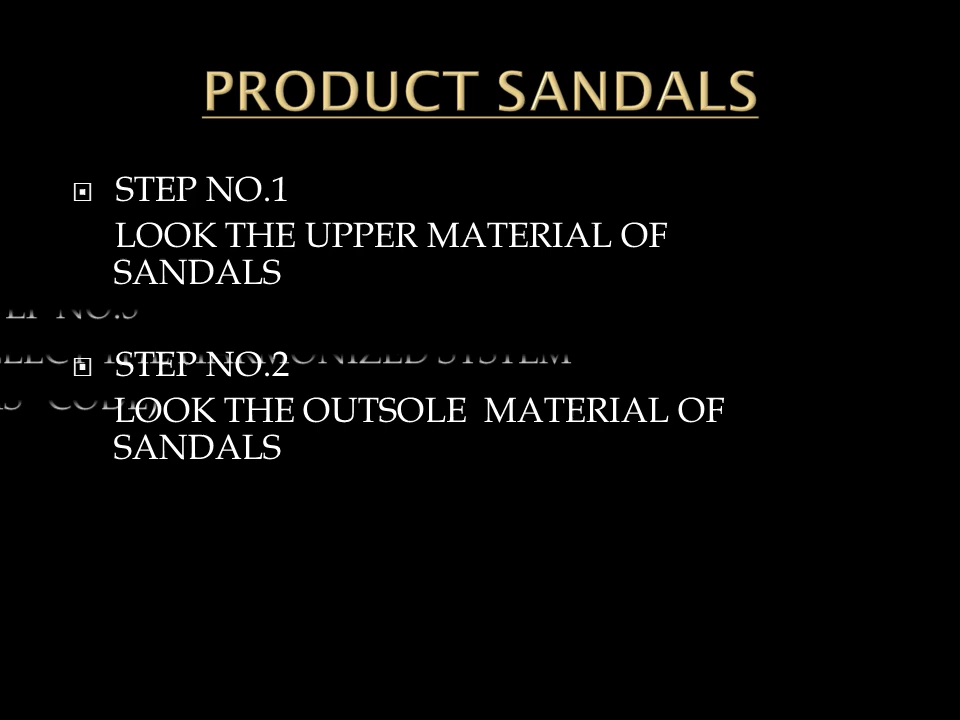 PRODUCT SANDALS
STEP NO.1
LOOK THE UPPER MATERIAL OF
SANDALS
STEP NO.2
LOOK THE OUTSOLE MATERIAL OF
SANDALS